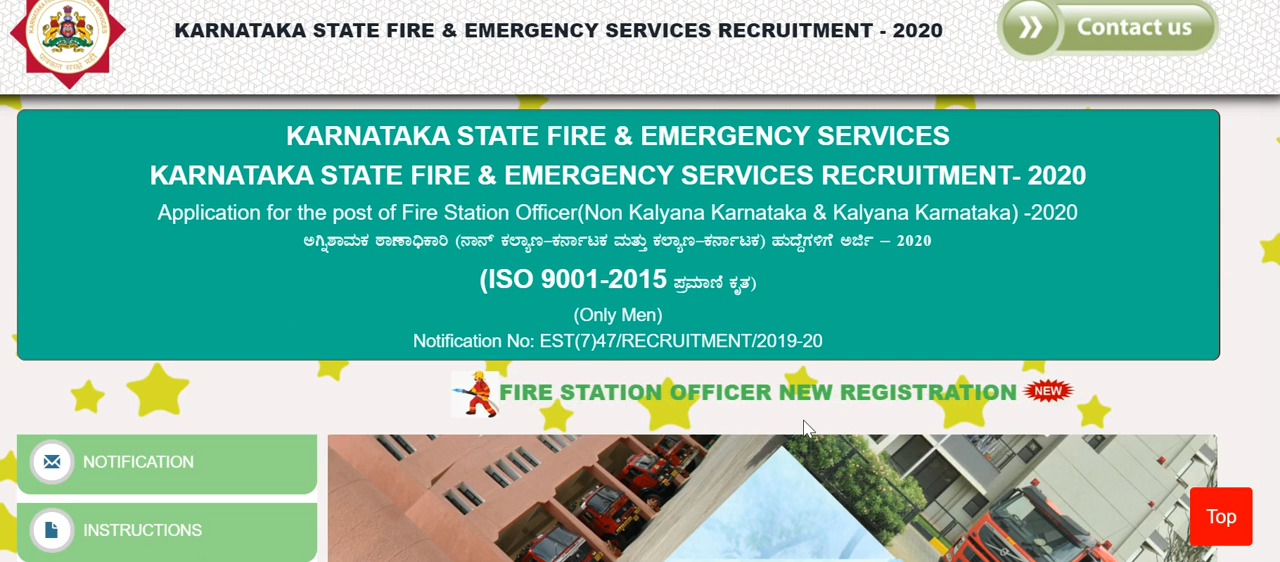 KARNATAKA STATE FIRE & EMERGENCY SERVICES RECRUITMENT - 2020
Contact us
KARNATAKA STATE FIRE & EMERGENCY SERVICES
KARNATAKA STATE FIRE & EMERGENCY SERVICES RECRUITMENT- 2020
Application for the post of Fire Station Officer(Non Kalyana Karnataka & Kalyana Karnataka) -2020
ಅಗ್ನಿಶಾಮಕ ಠಾಣಾಧಿಕಾರಿ (ನಾನ್ ಕಲ್ಯಾಣ-ಕರ್ನಾಟಕ ಮತ್ತು ಕಲ್ಯಾಣ-ಕರ್ನಾಟಕ) ಹುದ್ದೆಗಳಿಗೆ ಅರ್ಜಿ – 2020
(ISO 9001-2015 ಪ್ರಮಾಣಿ ಕೃತ)
(Only Men)
Notification No: EST(7)47/RECRUITMENT/2019-20
FIRE STATION OFFICER NEW REGISTRATION NEW
NOTIFICATION
INSTRUCTIONS
Top